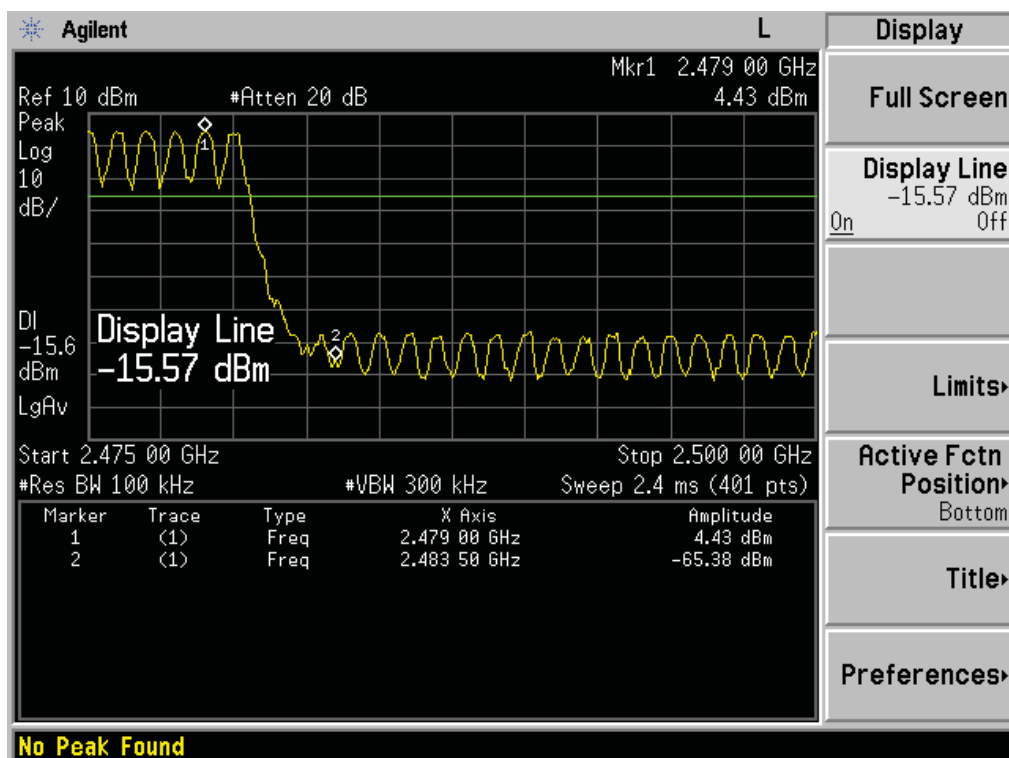 Agilent L Display
Mkr1 2.479 00 GHz
Ref 10 dBm #Atten 20 dB 4.43 dBm
Peak
Log
10
dB/
1
DI
-15.6
dBm
LgAv
Display Line
-15.57 dBm
2
Start 2.475 00 GHz Stop 2.500 00 GHz
#Res BW 100 kHz #VBW 300 kHz Sweep 2.4 ms (401 pts)
Marker Trace Type X Axis Amplitude
1 (1) Freq 2.479 00 GHz 4.43 dBm
2 (1) Freq 2.483 50 GHz -65.38 dBm
No Peak Found
Full Screen
Display Line
-15.57 dBm
On Off
Limits
Active Fctn
Position
Bottom
Title
Preferences